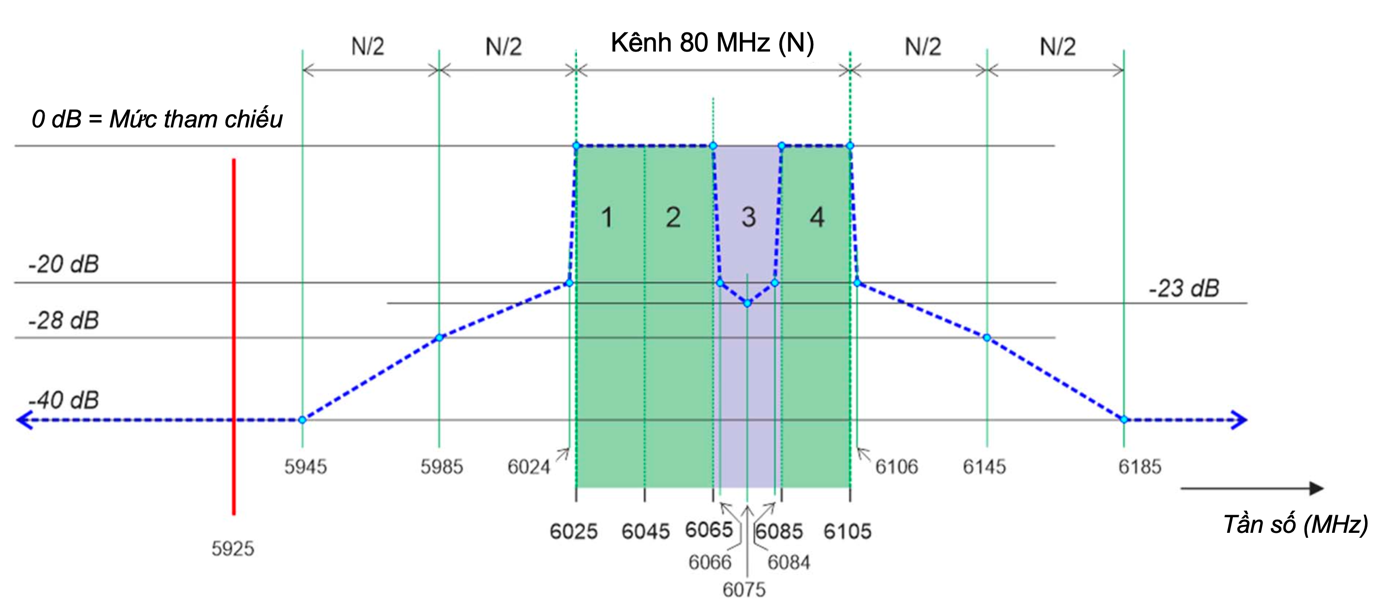 N/2
N/2
Kênh 80 MHz (N)
N/2
N/2
0 dB = Mức tham chiếu
1
2
3
4
-20 dB
-23 dB
-28 dB
-40 dB
5945
5985
6024
6106
6145
6185
6025
6045
6065
6085
6105
Tần số (MHz)
5925
6066
6084
6075